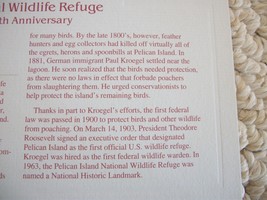 l Wildlife Refuge
th Anniversary
for many birds. By the late 1800's, however, feather
hunters and egg collectors had killed off virtually all of
the egrets, herons and spoonbills at Pelican Island. In
1881, German immigrant Paul Kroegel settled near the
lagoon. He soon realized that the birds needed protection,
as there were no laws in effect that forbade poachers
from slaughtering them. He urged conservationists to
help protect the island's remaining birds.
Thanks in part to Kroegel's efforts, the first federal
law was passed in 1900 to protect birds and other wildlife
from poaching. On March 14, 1903, President Theodore
Roosevelt signed an executive order that designated
Pelican Island as the first official U.S. wildlife refuge.
Kroegel was hired as the first federal wildlife warden. In
1963, the Pelican Island National Wildlife Refuge was
named a National Historic Landmark.